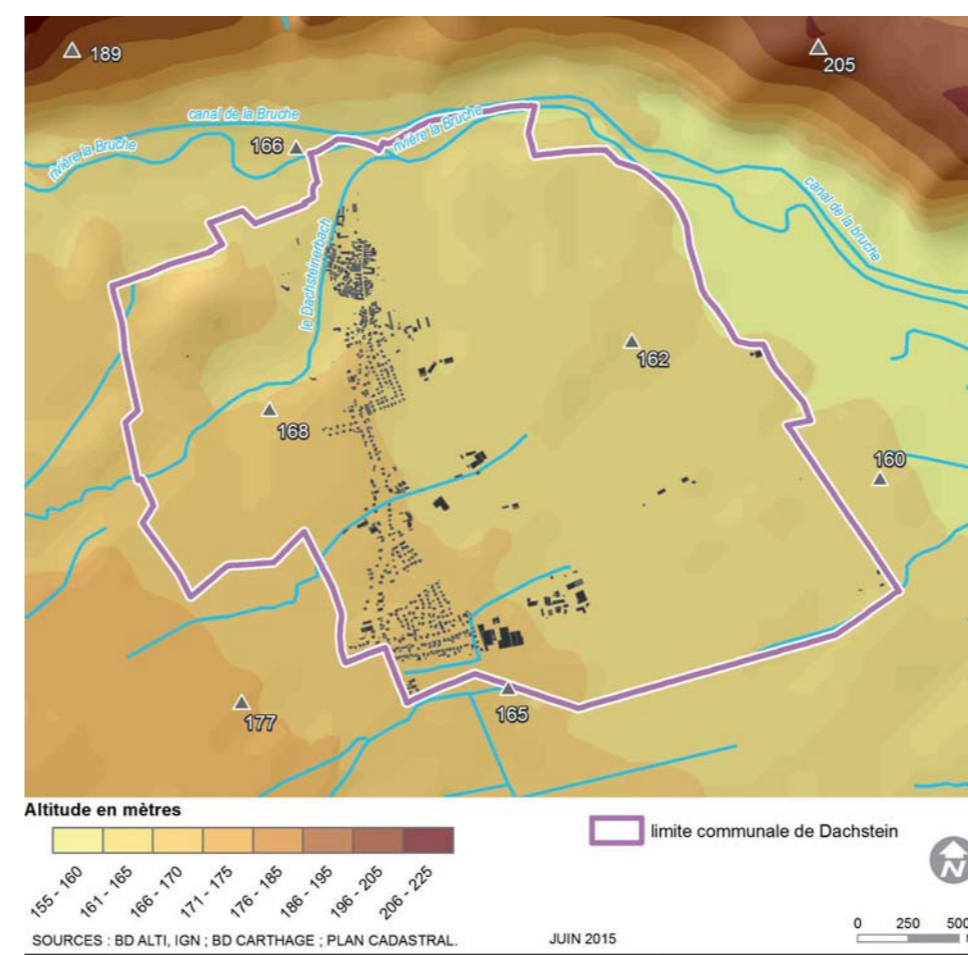 189
205
canal de la Bruche
rivière la Bruche
166
rivière la Bruche
canal de la bruche
le Dachsteinerbach
162
168
160
177
165
Altitude en mètres
limite communale de Dachstein
155 - 160
161 - 165
166 - 170
171 - 175
176 - 185
186 - 195
196 - 205
206 - 225
N
0 250 500
SOURCES : BD ALTI, IGN ; BD CARTHAGE ; PLAN CADASTRAL.
JUIN 2015